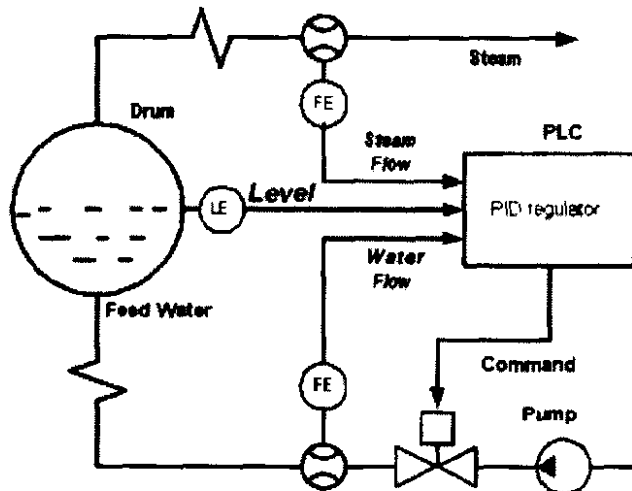 Steam
Drum
FE
Steam
Flow
PLC
LE
Level
PID regulator
Water
Flow
Feed Water
FE
Command
Pump